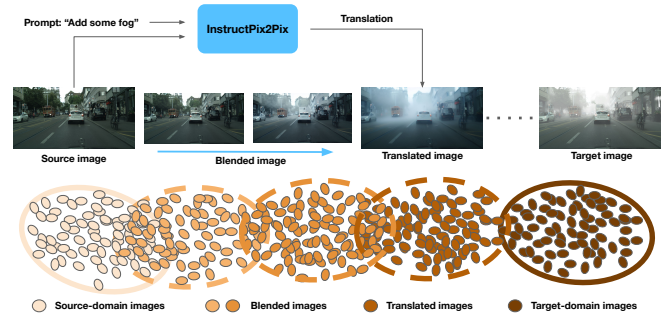 Prompt: “Add some fog”
InstructPix2Pix
Translation
Source image
Blended image
Translated image
Target image
Source-domain images
Blended images
Translated images
Target-domain images